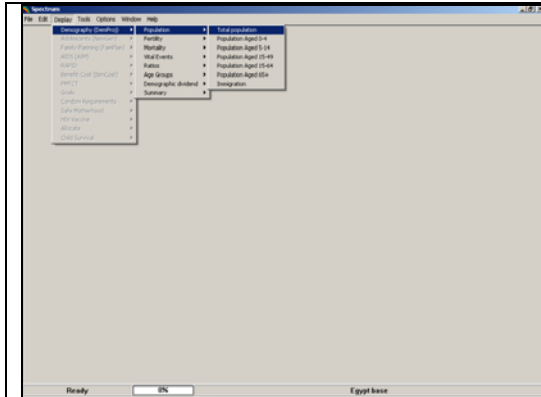 Spectrum
File Edit Display Tools Options Window Help
Demography (DemProj)
Adolescents (NewGen)
Family Planning (FamPlan)
AIDS (AIM)
RAPID
Benefit Cost (BenCost)
PMTCT
Goals
Condom Requirements
Safe Motherhood
HIV Vaccine
Allocate
Child Survival
Population
Fertility
Mortality
Vital Events
Ratios
Age Groups
Demographic dividend
Summary
Total population
Population Aged 0-4
Population Aged 5-14
Population Aged 15-49
Population Aged 15-64
Population Aged 65+
Immigration
Ready 0% Egypt base